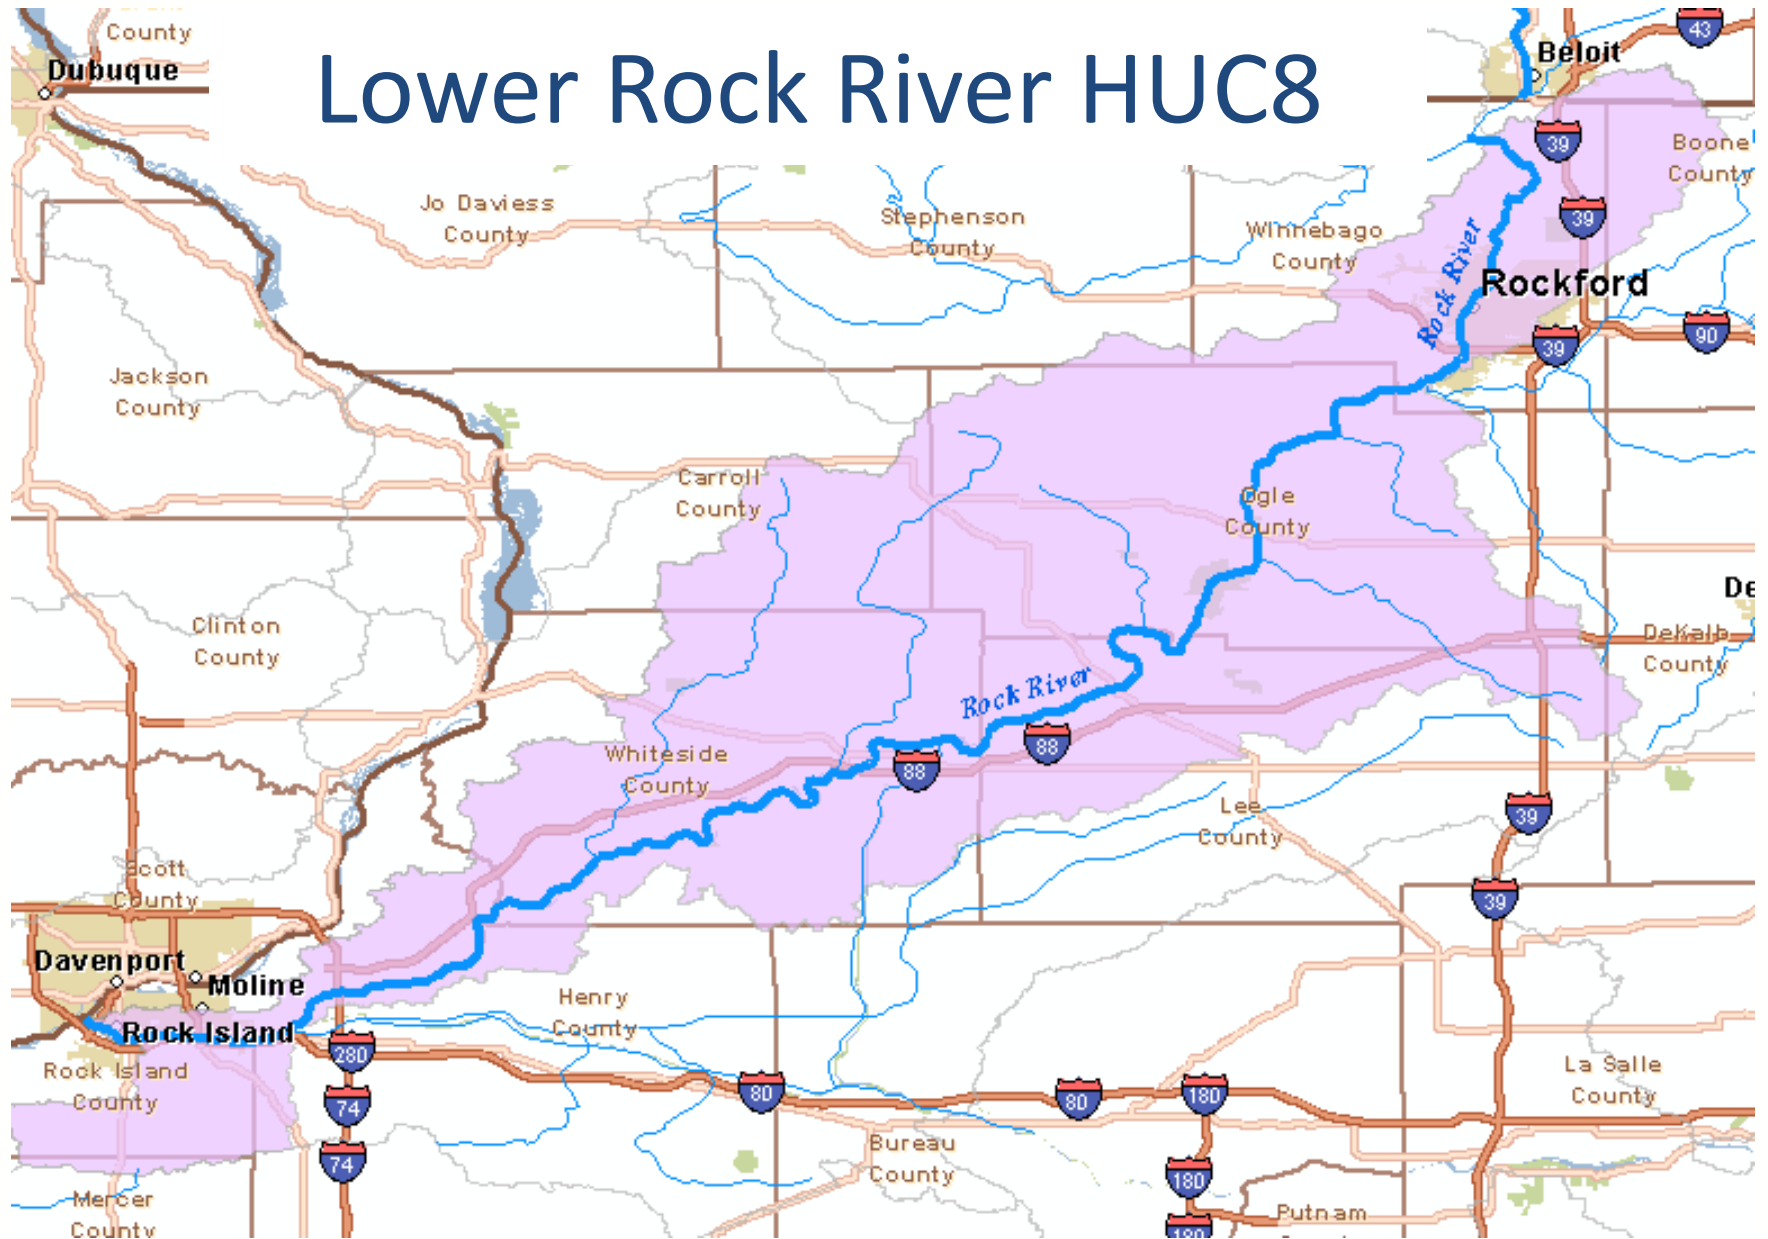 Lower Rock River HUC8
County
Dubuque
Beloit
43
39
Boone
County
Jo Daviess
County
Stephenson
County
Winnebago
County
39
Rock River
Rockford
39
90
Jackson
County
Carroll
County
Ogle
County
De
Clinton
County
DeKalb
County
Rock River
88
88
Whiteside
County
Lee
County
39
Scott
County
39
Davenport
Moline
Rock Island
Henry
County
280
Rock Island
County
74
80
80
180
La Salle
County
74
Bureau
County
180
Mercer
County
Putnam
180